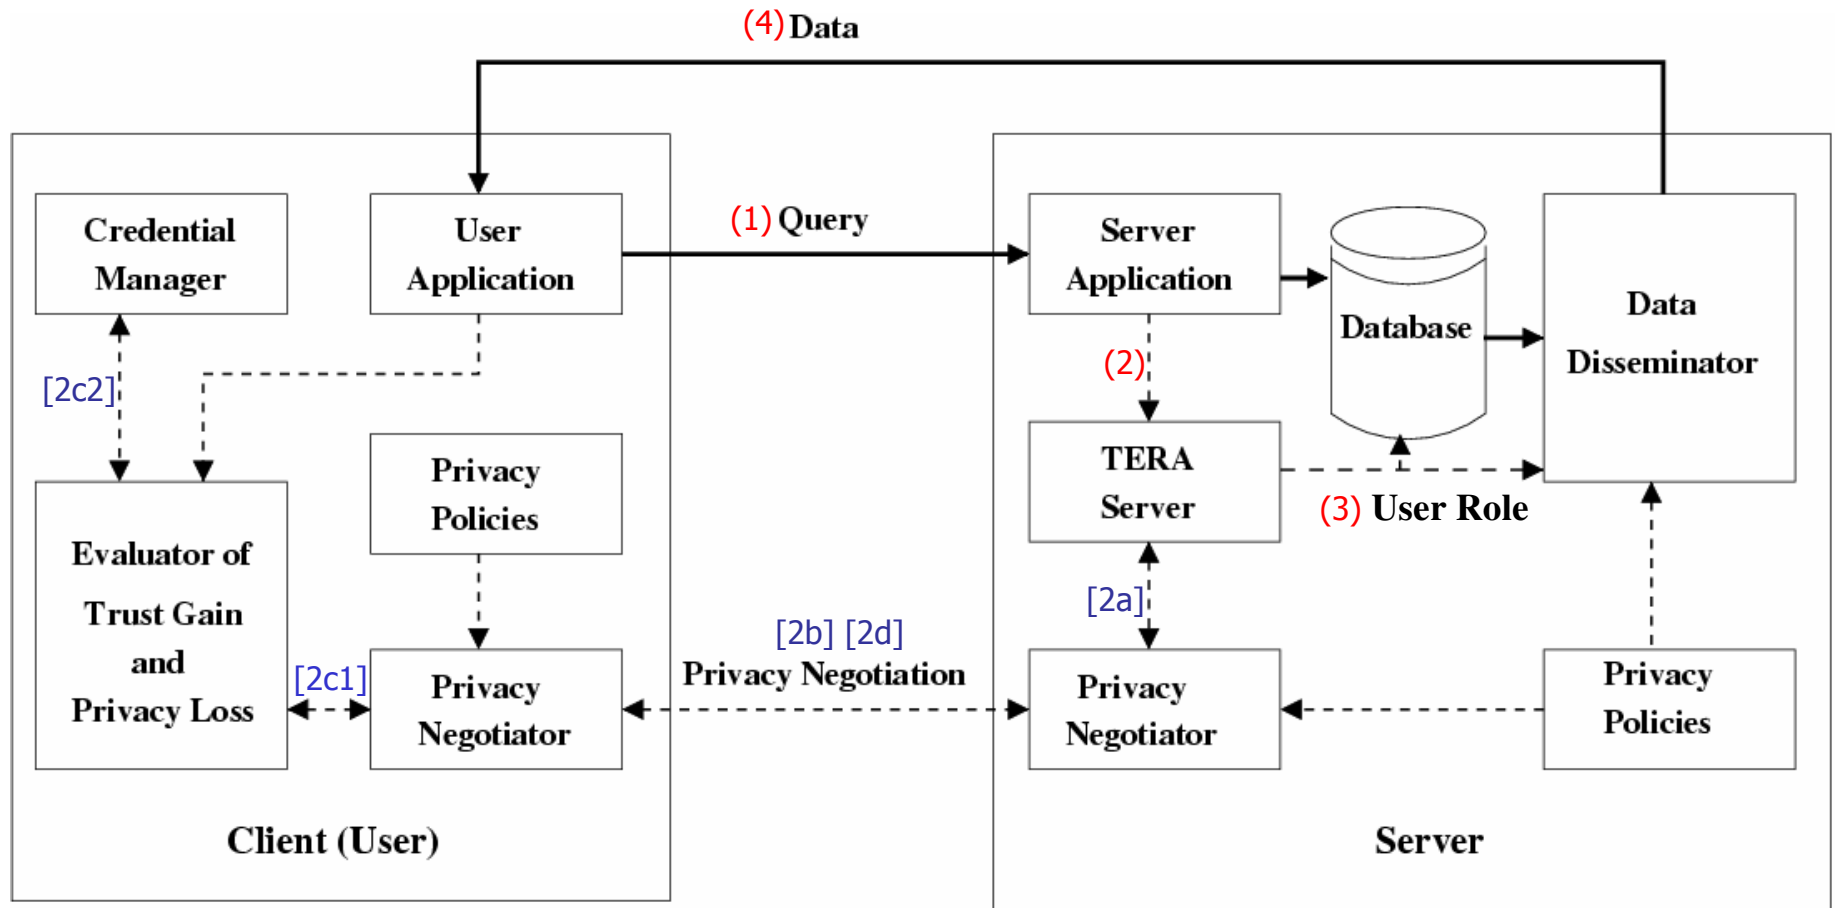 (4) Data
Credential
Manager
User
Application
(1) Query
Server
Application
Database
Data
Disseminator
[2c2]
(2)
Privacy
Policies
TERA
Server
(3) User Role
Evaluator of
Trust Gain
and
Privacy Loss
[2c1]
Privacy
Negotiator
[2b] [2d]
Privacy Negotiation
[2a]
Privacy
Negotiator
Privacy
Policies
Client (User)
Server